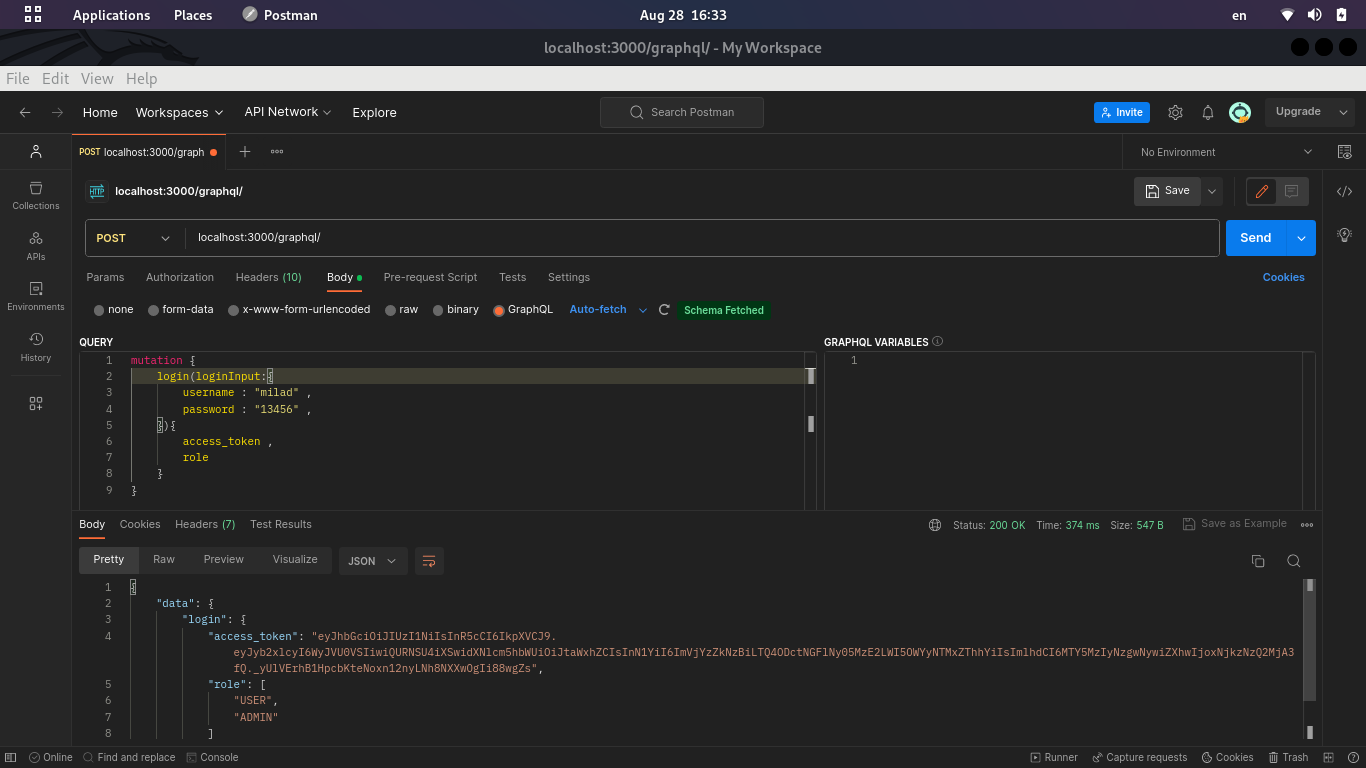 Applications Places Postman Aug 28 16:33 en
localhost:3000/graphql/ - My Workspace
File Edit View Help
Home Workspaces API Network Explore Search Postman Invite Upgrade
POST localhost:3000/graph No Environment
HTTP localhost:3000/graphql/ Save
POST localhost:3000/graphql/ Send
Params Authorization Headers (10) Body Pre-request Script Tests Settings Cookies
none form-data x-www-form-urlencoded raw binary GraphQL Auto-fetch Schema Fetched
Collections
APIs
Environments
History
QUERY
1 mutation {
2 login(loginInput:{
3 username : "milad" ,
4 password : "13456" ,
5 }){
6 access_token ,
7 role
8 }
9 }
GRAPHQL VARIABLES
1
Body Cookies Headers (7) Test Results Status: 200 OK Time: 374 ms Size: 547 B Save as Example
Pretty Raw Preview Visualize JSON
1 {
2 "data": {
3 "login": {
4 "access_token": "eyJhbGciOiJIUzI1NiIsInR5cCI6IkpXVCJ9.
eyJyb2xlcyI6WyJVU0VSIiwiQURNSU4iXSwidXNlcm5hbWUiOiJtaWxhZCIsInN1YiI6ImVjYzZkNzBiLTQ4ODctNGFlNy05MzE2LWI5OWYyNTMxZThhYiIsImlhdCI6MTY5MzIyNzgwNywiZXhwIjoxNjkzNzQ2MjA3
fQ._yUlVErhB1HpcbKteNoxn12nyLNh8NXXwOgIi88wgZs",
5 "role": [
6 "USER",
7 "ADMIN"
8 ]
Online Find and replace Console Runner Capture requests Cookies Trash